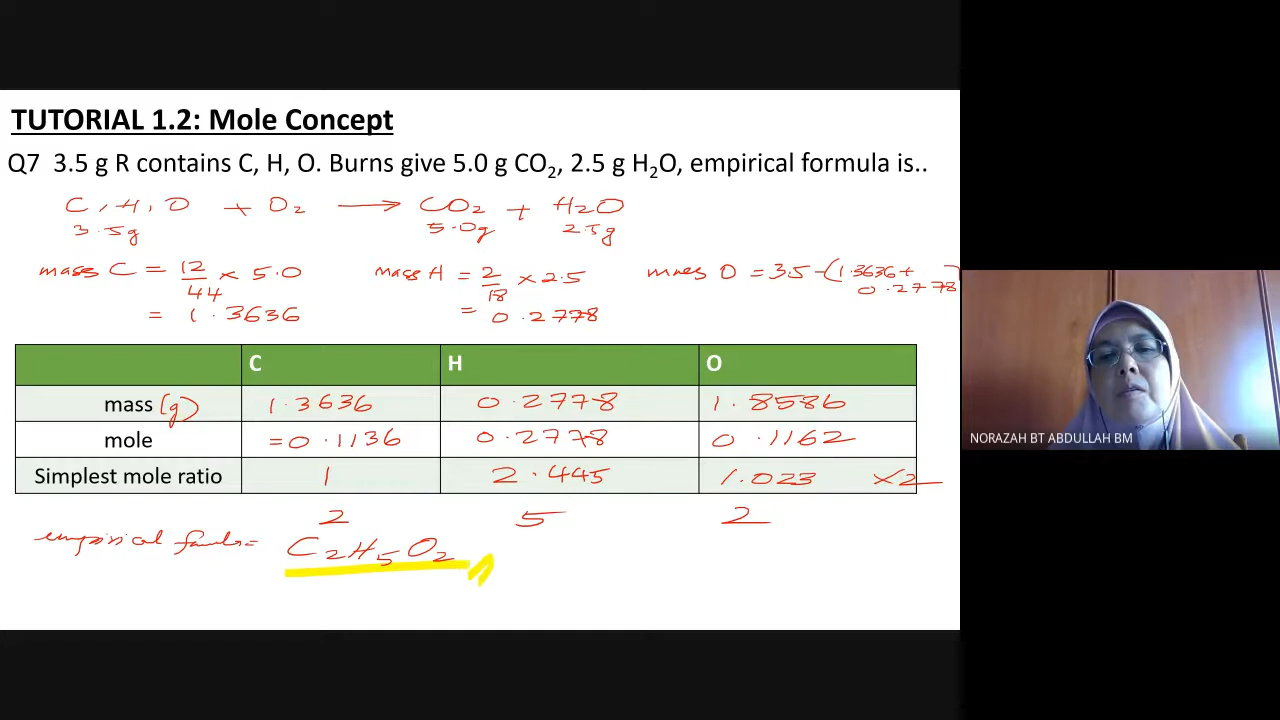 TUTORIAL 1.2: Mole Concept
Q7 3.5 g R contains C, H, O. Burns give 5.0 g CO₂, 2.5 g H₂O, empirical formula is..
C, H, O + O₂ → CO₂ + H₂O
3.5g 5.0g 2.5g
mass C = 12/44 × 5.0 mass H = 2/18 × 2.5 mass O = 3.5 - (1.3636 + 0.2778)
= 1.3636 = 0.2778
C H O
mass (g) 1.3636 0.2778 1.8586
mole =0.1136 0.2778 0.1162
Simplest mole ratio 1 2.445 1.023 ×2
2 5 2
empirical = C₂H₅O₂
NORAZAH BT ABDULLAH BM